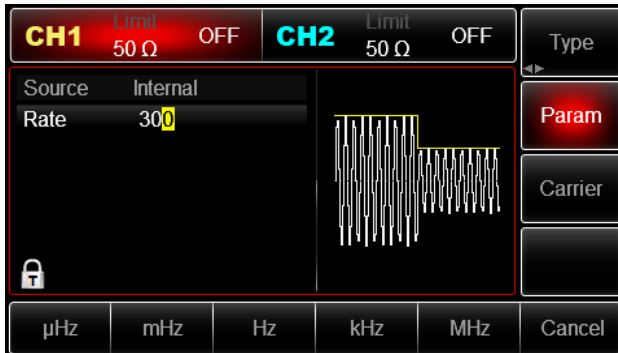 CH1 Limit 50 Ω OFF
CH2 Limit 50 Ω OFF
Type
Source Internal
Rate 300
Param
Carrier
T
µHz mHz Hz kHz MHz Cancel